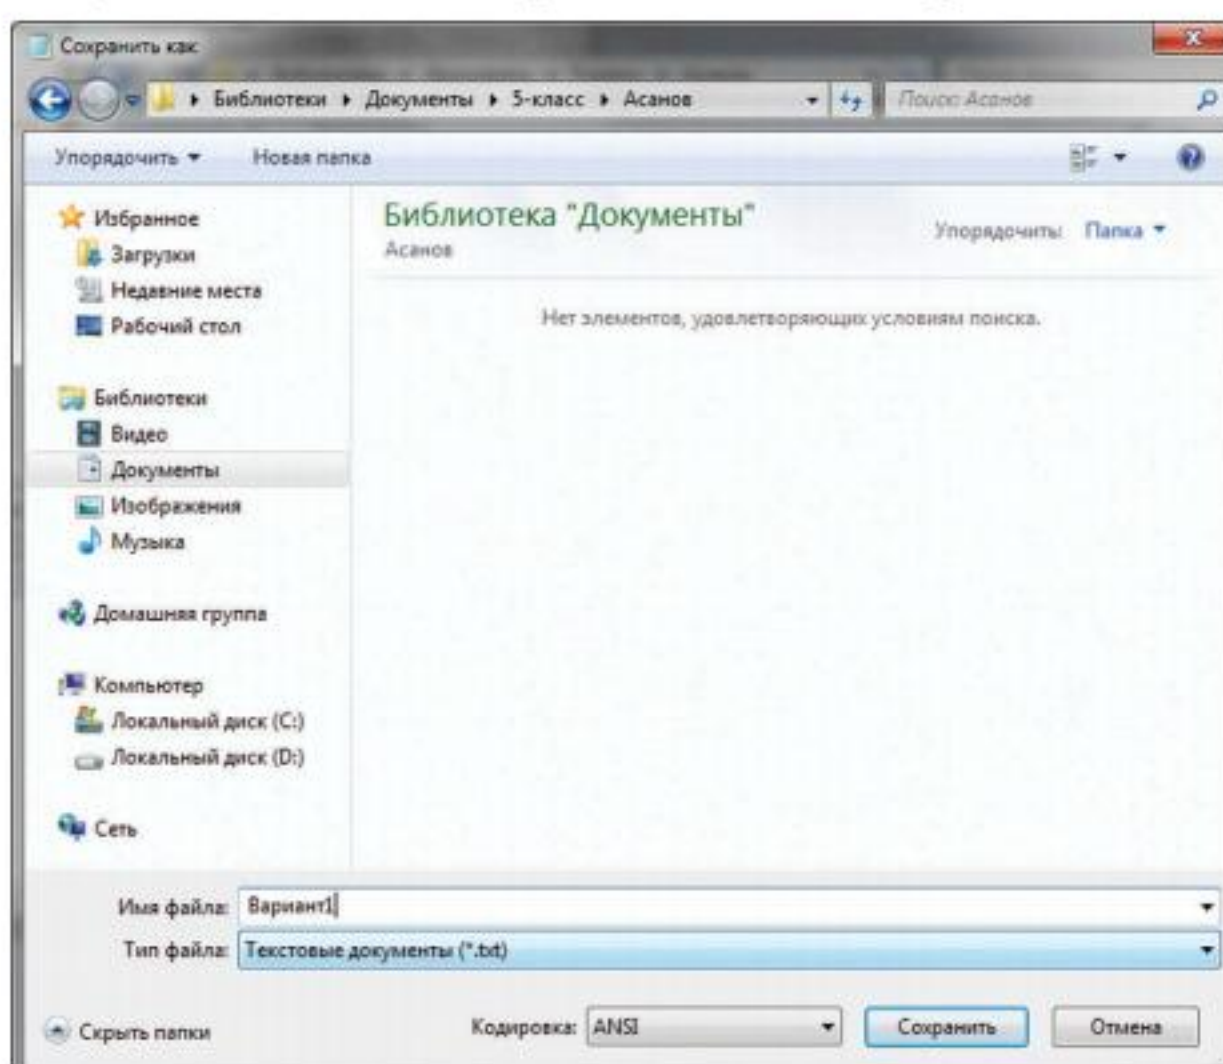 Сохранить как
Библиотеки ▸ Документы ▸ 5-класс ▸ Асанов
Поиск: Асанов
Упорядочить
Новая папка
Избранное
Загрузки
Недавние места
Рабочий стол
Библиотеки
Видео
Документы
Изображения
Музыка
Домашняя группа
Компьютер
Локальный диск (C:)
Локальный диск (D:)
Сеть
Библиотека "Документы"
Асанов
Упорядочить: Папка
Нет элементов, удовлетворяющих условиям поиска.
Имя файла: Вариант1
Тип файла: Текстовые документы (*.txt)
Скрыть папки
Кодировка: ANSI
Сохранить
Отмена